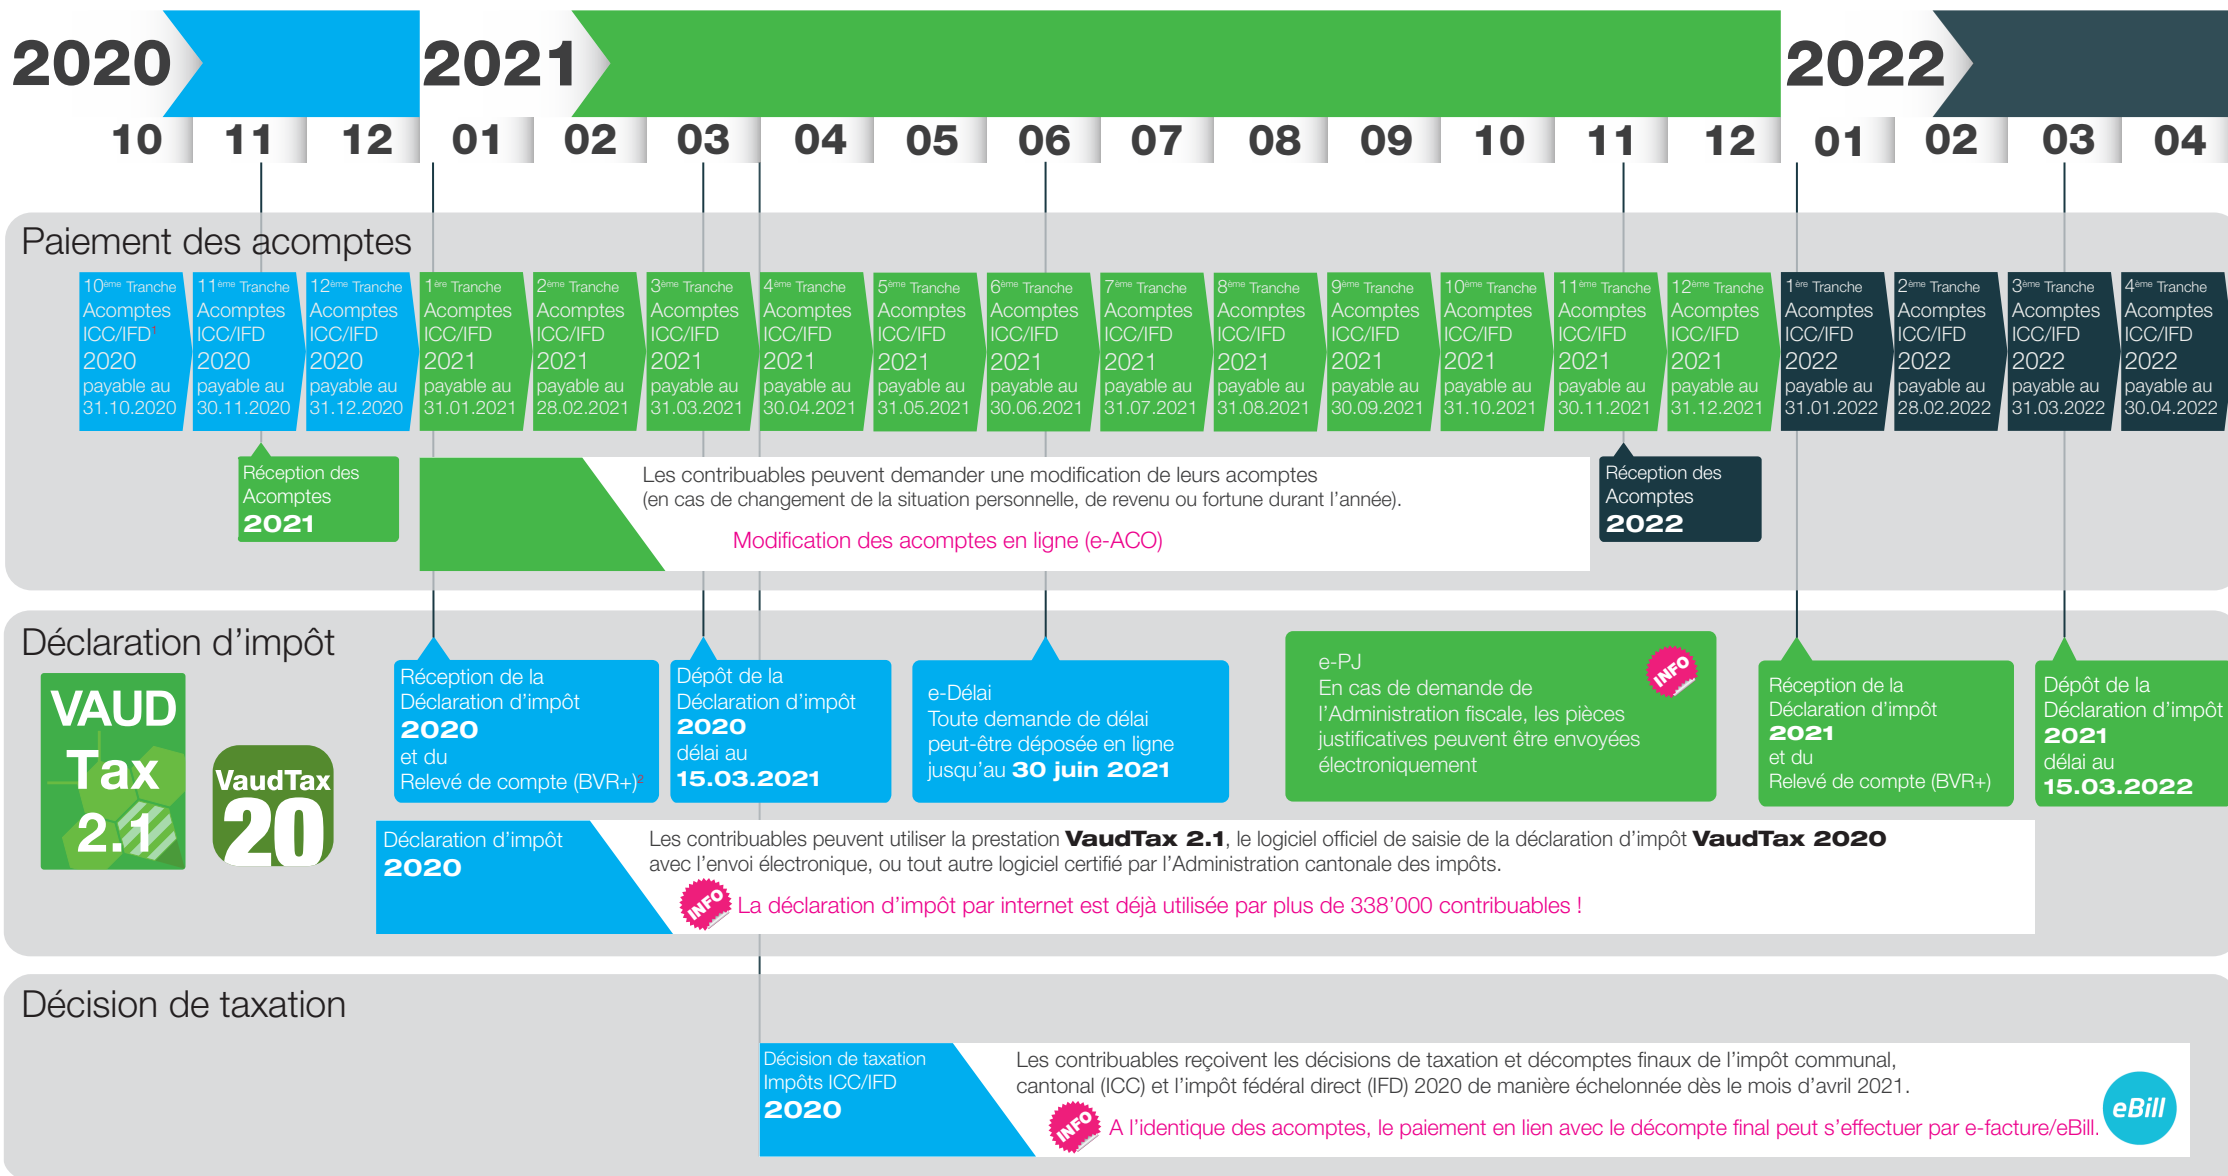 2020
2021
2022
10
11
12
01
02
03
04
05
06
07
08
09
10
11
12
01
02
03
04
Paiement des acomptes
10ème Tranche
Acomptes
ICC/IFD1
2020
payable au
31.10.2020
11ème Tranche
Acomptes
ICC/IFD
2020
payable au
30.11.2020
12ème Tranche
Acomptes
ICC/IFD
2020
payable au
31.12.2020
1ère Tranche
Acomptes
ICC/IFD
2021
payable au
31.01.2021
2ème Tranche
Acomptes
ICC/IFD
2021
payable au
28.02.2021
3ème Tranche
Acomptes
ICC/IFD
2021
payable au
31.03.2021
4ème Tranche
Acomptes
ICC/IFD
2021
payable au
30.04.2021
5ème Tranche
Acomptes
ICC/IFD
2021
payable au
31.05.2021
6ème Tranche
Acomptes
ICC/IFD
2021
payable au
30.06.2021
7ème Tranche
Acomptes
ICC/IFD
2021
payable au
31.07.2021
8ème Tranche
Acomptes
ICC/IFD
2021
payable au
31.08.2021
9ème Tranche
Acomptes
ICC/IFD
2021
payable au
30.09.2021
10ème Tranche
Acomptes
ICC/IFD
2021
payable au
31.10.2021
11ème Tranche
Acomptes
ICC/IFD
2021
payable au
30.11.2021
12ème Tranche
Acomptes
ICC/IFD
2021
payable au
31.12.2021
1ère Tranche
Acomptes
ICC/IFD
2022
payable au
31.01.2022
2ème Tranche
Acomptes
ICC/IFD
2022
payable au
28.02.2022
3ème Tranche
Acomptes
ICC/IFD
2022
payable au
31.03.2022
4ème Tranche
Acomptes
ICC/IFD
2022
payable au
30.04.2022
Réception des
Acomptes
2021
Les contribuables peuvent demander une modification de leurs acomptes
(en cas de changement de la situation personnelle, de revenu ou fortune durant l'année).
Modification des acomptes en ligne (e-ACO)
Réception des
Acomptes
2022
Déclaration d'impôt
VAUD
Tax
2.1
VaudTax
20
Réception de la
Déclaration d'impôt
2020
et du
Relevé de compte (BVR+)2
Dépôt de la
Déclaration d'impôt
2020
délai au
15.03.2021
e-Délai
Toute demande de délai
peut-être déposée en ligne
jusqu'au 30 juin 2021
e-PJ
En cas de demande de
l'Administration fiscale, les pièces
justificatives peuvent être envoyées
électroniquement
INFO
Réception de la
Déclaration d'impôt
2021
et du
Relevé de compte (BVR+)
Dépôt de la
Déclaration d'impôt
2021
délai au
15.03.2022
Déclaration d'impôt
2020
Les contribuables peuvent utiliser la prestation VaudTax 2.1, le logiciel officiel de saisie de la déclaration d'impôt VaudTax 2020
avec l'envoi électronique, ou tout autre logiciel certifié par l'Administration cantonale des impôts.
INFO
La déclaration d'impôt par internet est déjà utilisée par plus de 338'000 contribuables !
Décision de taxation
Décision de taxation
Impôts ICC/IFD
2020
Les contribuables reçoivent les décisions de taxation et décomptes finaux de l'impôt communal,
cantonal (ICC) et l'impôt fédéral direct (IFD) 2020 de manière échelonnée dès le mois d'avril 2021.
INFO
A l'identique des acomptes, le paiement en lien avec le décompte final peut s'effectuer par e-facture/eBill.
eBill